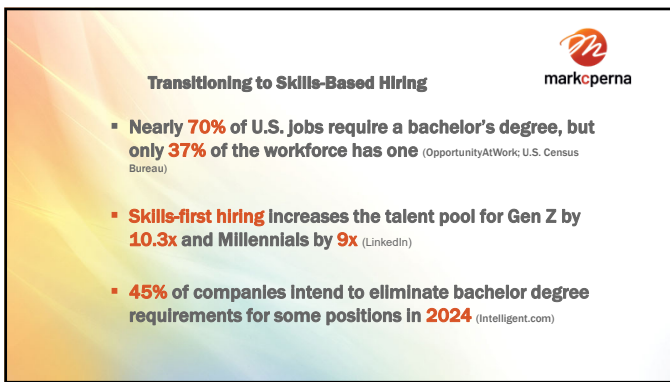 markcperna
Transitioning to Skills-Based Hiring
▪ Nearly 70% of U.S. jobs require a bachelor's degree, but
only 37% of the workforce has one (OpportunityAtWork; U.S. Census
Bureau)
▪ Skills-first hiring increases the talent pool for Gen Z by
10.3x and Millennials by 9x (LinkedIn)
▪ 45% of companies intend to eliminate bachelor degree
requirements for some positions in 2024 (Intelligent.com)